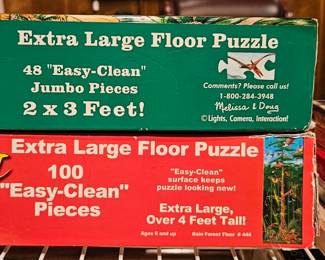 Extra Large Floor Puzzle
48 "Easy-Clean"
Jumbo Pieces
2 x 3 Feet!
Comments? Please call us!
1-800-284-3948
Melissa & Doug
© Lights, Camera, Interaction!
Extra Large Floor Puzzle
100
"Easy-Clean"
Pieces
"Easy-Clean"
surface keeps
puzzle looking new!
Extra Large,
Over 4 Feet Tall!
Ages 6 and up
Rain Forest Floor # 444